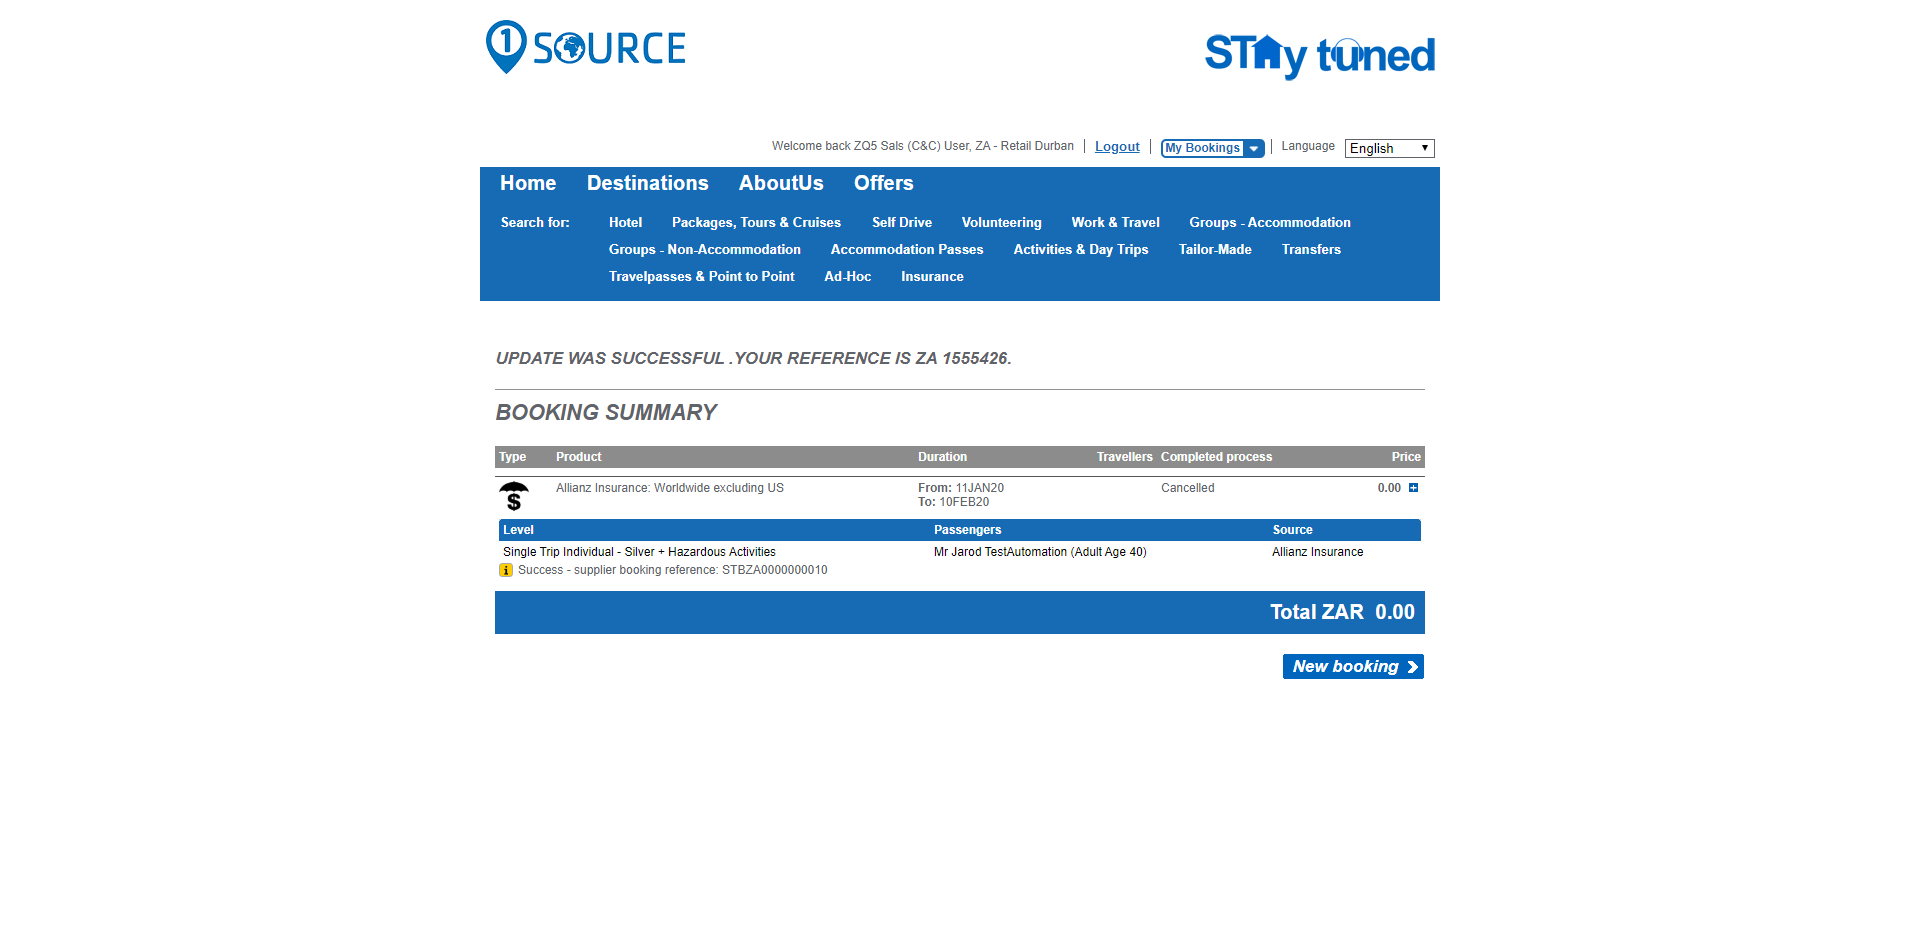 1 SOURCE
STAy tuned
Welcome back ZQ5 Sals (C&C) User, ZA - Retail Durban Logout My Bookings Language English
Home Destinations AboutUs Offers
Search for: Hotel Packages, Tours & Cruises Self Drive Volunteering Work & Travel Groups - Accommodation
Groups - Non-Accommodation Accommodation Passes Activities & Day Trips Tailor-Made Transfers
Travelpasses & Point to Point Ad-Hoc Insurance
UPDATE WAS SUCCESSFUL .YOUR REFERENCE IS ZA 1555426.
BOOKING SUMMARY
Type Product Duration Travellers Completed process Price
$ Allianz Insurance: Worldwide excluding US From: 11JAN20 Cancelled 0.00
To: 10FEB20
Level Passengers Source
Single Trip Individual - Silver + Hazardous Activities Mr Jarod TestAutomation (Adult Age 40) Allianz Insurance
i Success - supplier booking reference: STBZA0000000010
Total ZAR 0.00
New booking